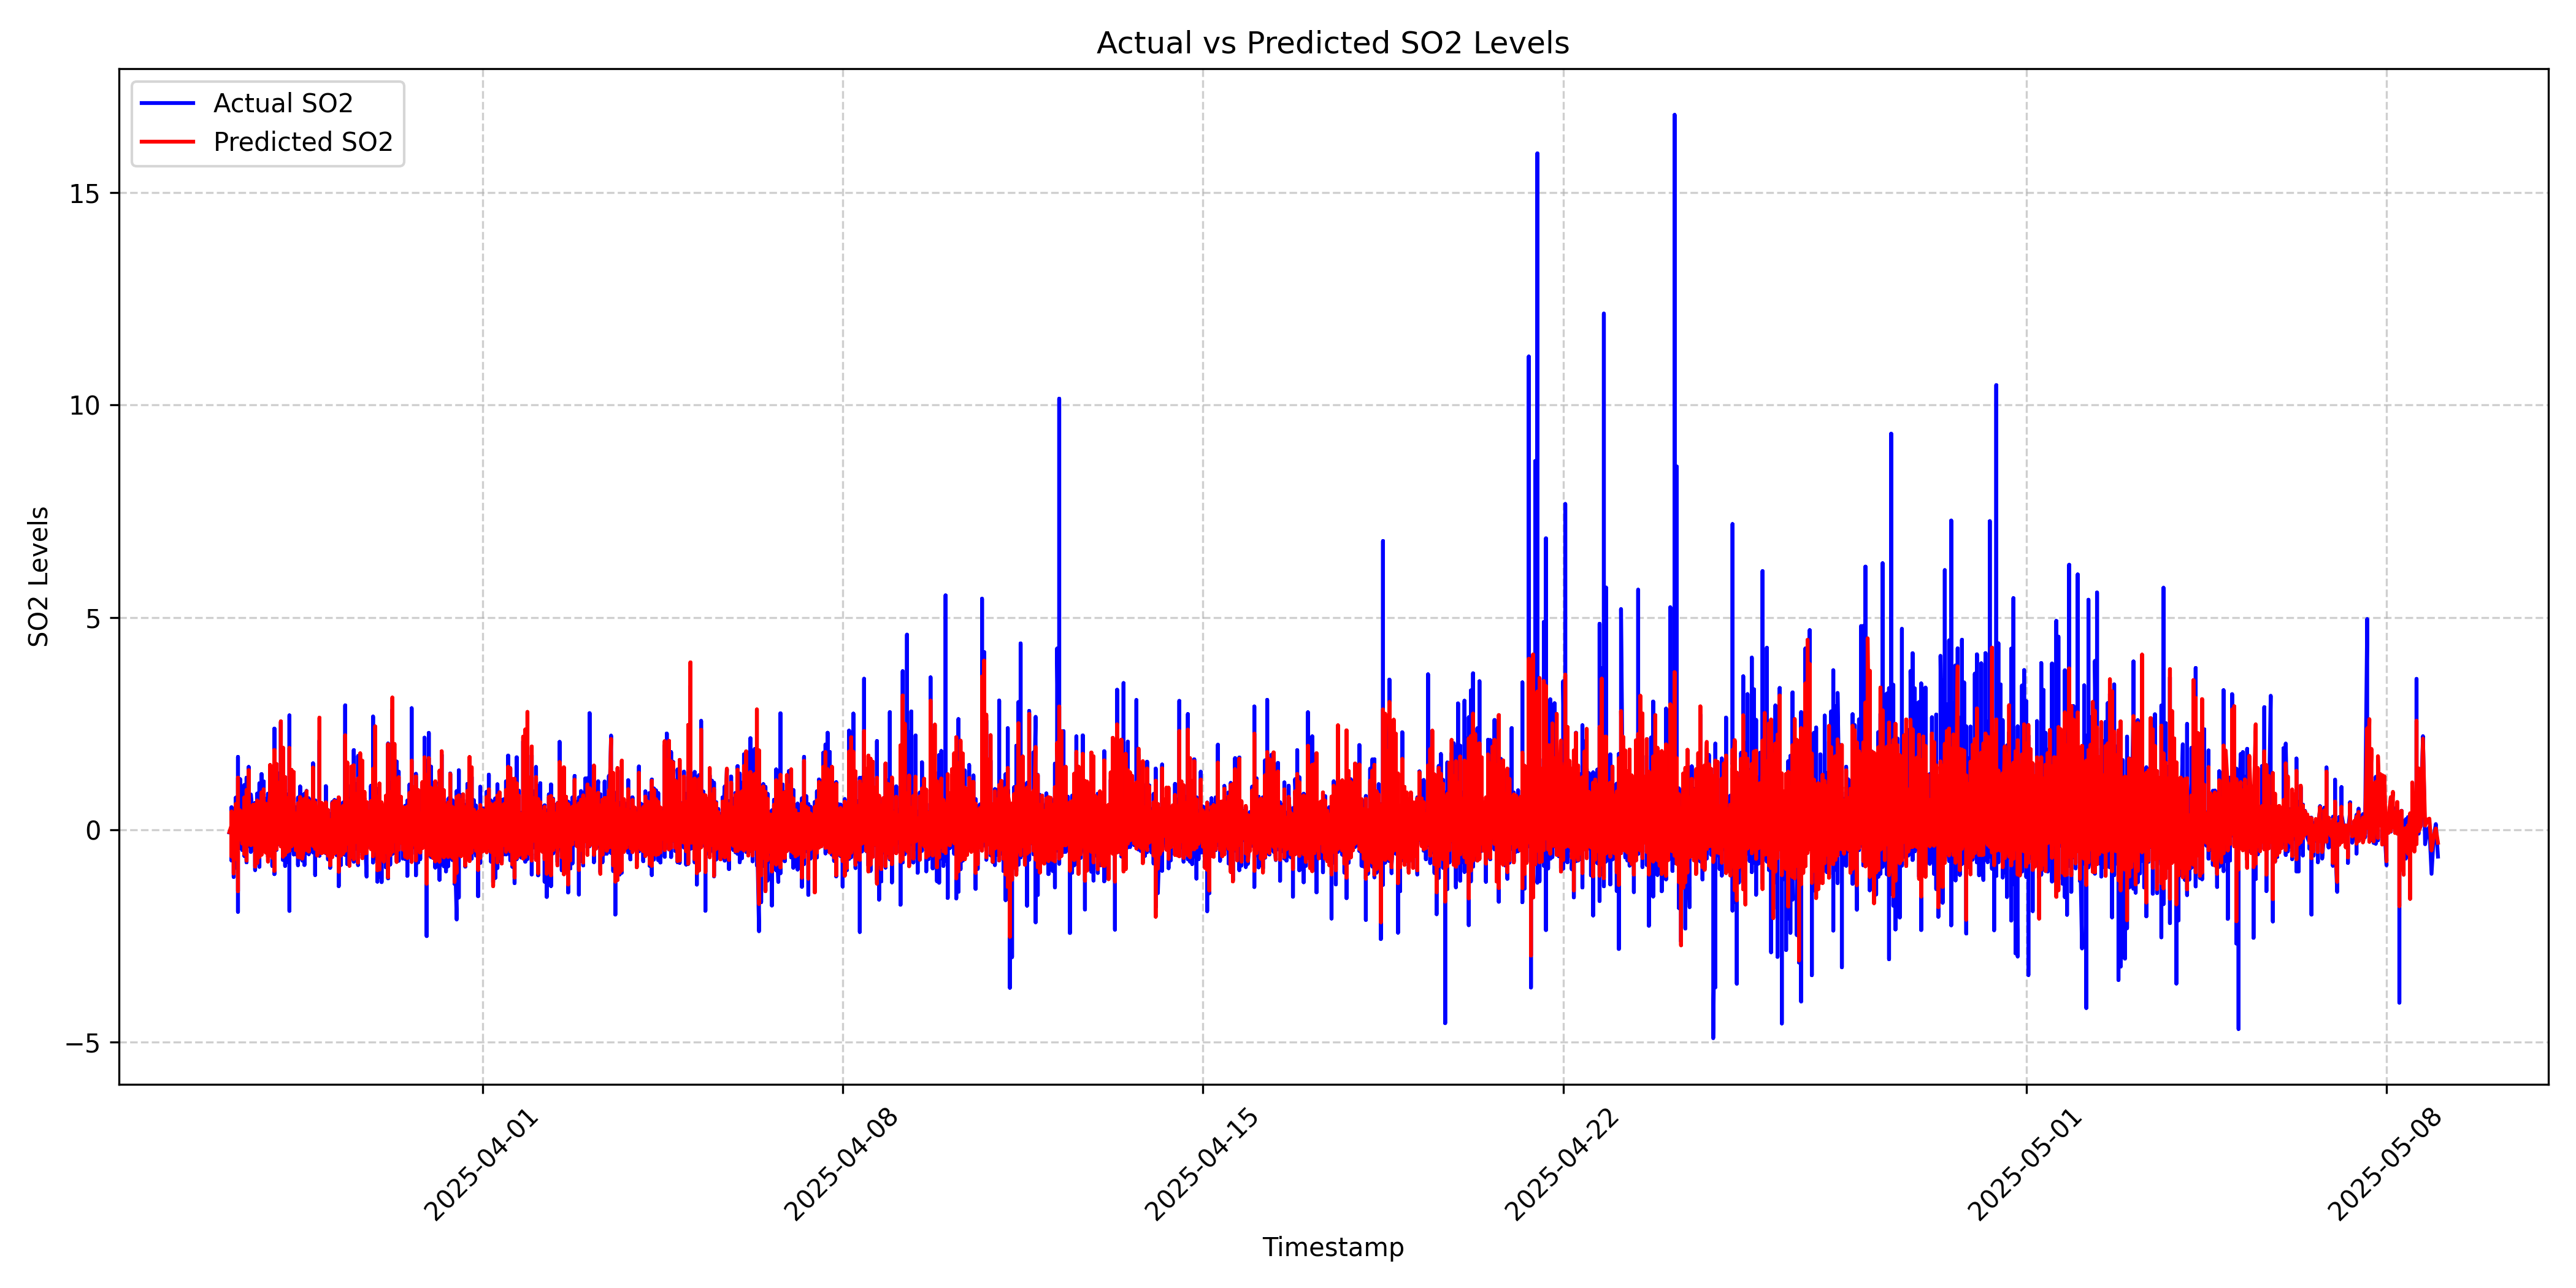 Actual vs Predicted SO2 Levels
Actual SO2
Predicted SO2
SO2 Levels
15
10
5
0
−5
2025-04-01
2025-04-08
2025-04-15
2025-04-22
2025-05-01
2025-05-08
Timestamp